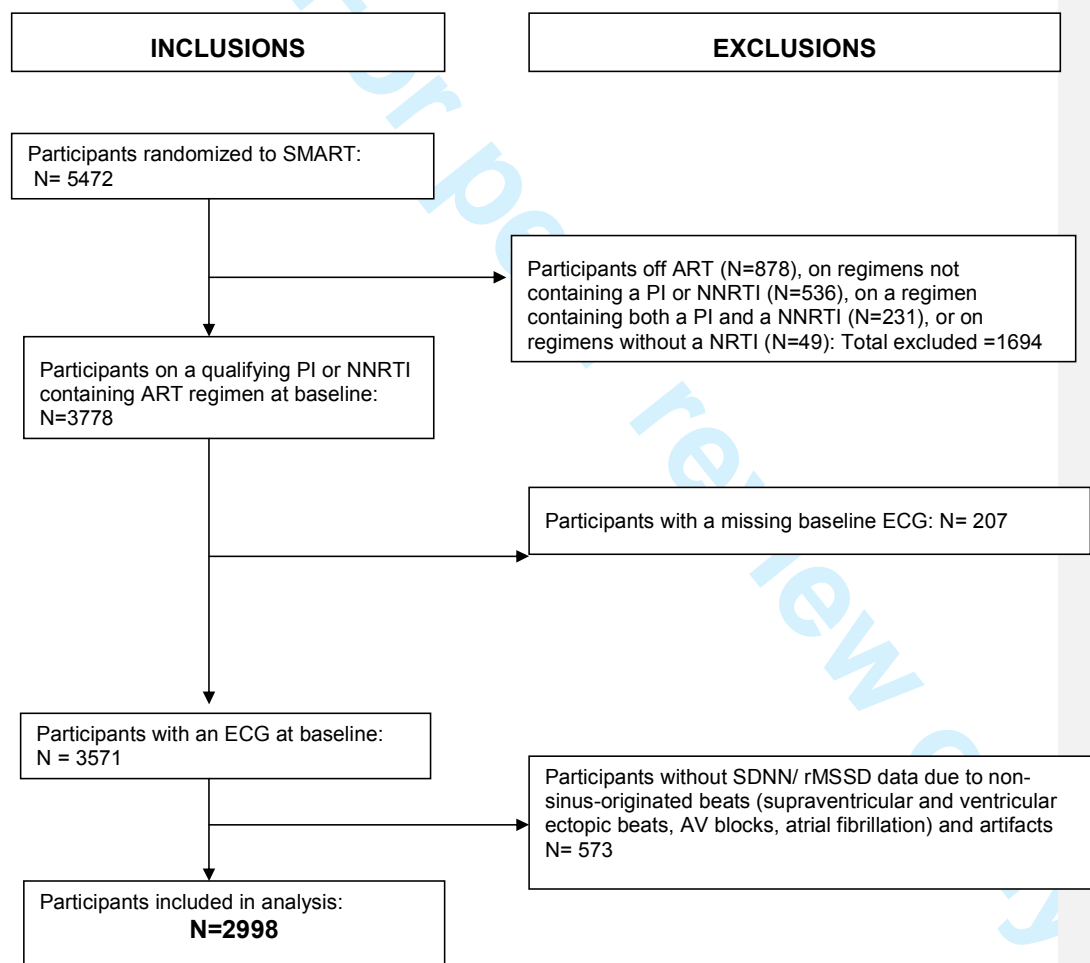 INCLUSIONS
EXCLUSIONS
Participants randomized to SMART:
N= 5472
Participants off ART (N=878), on regimens not
containing a PI or NNRTI (N=536), on a regimen
containing both a PI and a NNRTI (N=231), or on
regimens without a NRTI (N=49): Total excluded =1694
Participants on a qualifying PI or NNRTI
containing ART regimen at baseline:
N=3778
Participants with a missing baseline ECG: N= 207
Participants with an ECG at baseline:
N = 3571
Participants without SDNN/ rMSSD data due to non-
sinus-originated beats (supraventricular and ventricular
ectopic beats, AV blocks, atrial fibrillation) and artifacts
N= 573
Participants included in analysis:
N=2998
For peer review only